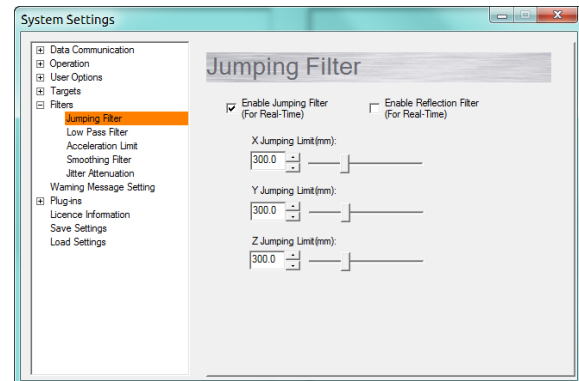 System Settings
Data Communication
Operation
User Options
Targets
Filters
Jumping Filter
Low Pass Filter
Acceleration Limit
Smoothing Filter
Jitter Attenuation
Warning Message Setting
Plug-ins
Licence Information
Save Settings
Load Settings
Jumping Filter
Enable Jumping Filter
(For Real-Time)
Enable Reflection Filter
(For Real-Time)
X Jumping Limit(mm):
300.0
Y Jumping Limit(mm):
300.0
Z Jumping Limit(mm):
300.0